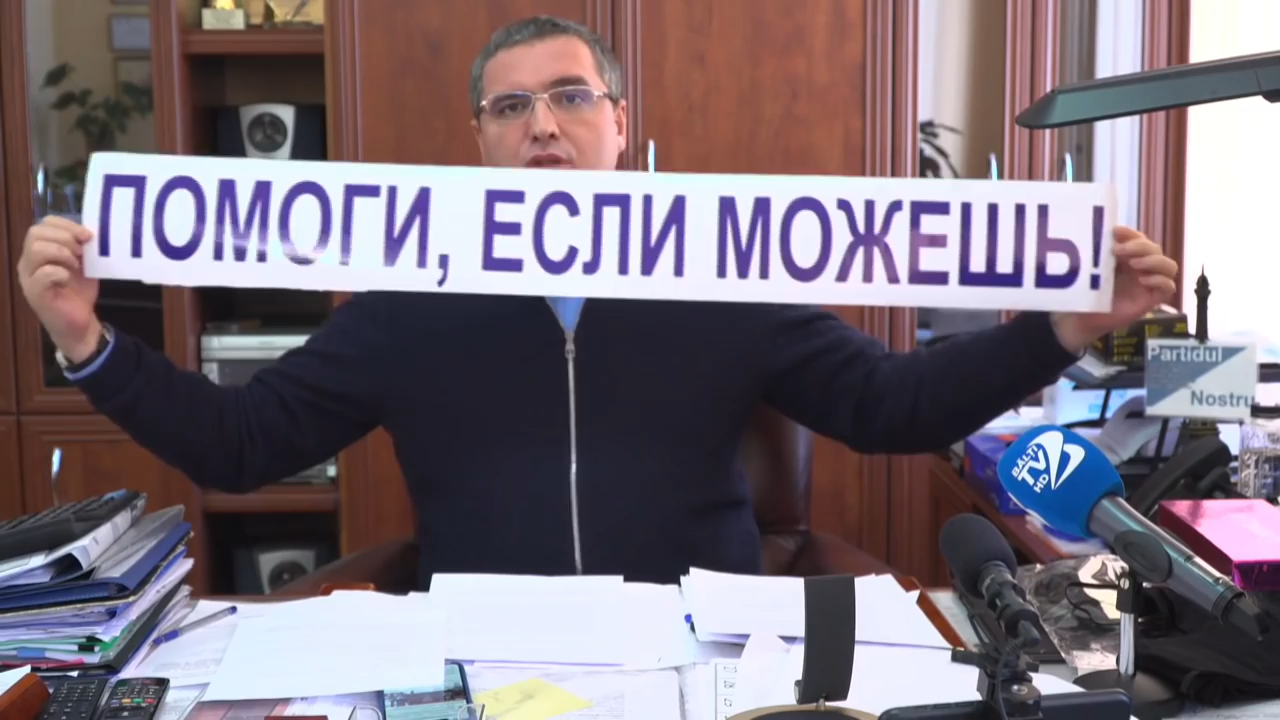 ПОМОГИ, ЕСЛИ МОЖЕШЬ!
Partidul
Nostru
BĂLȚI
TV
HD